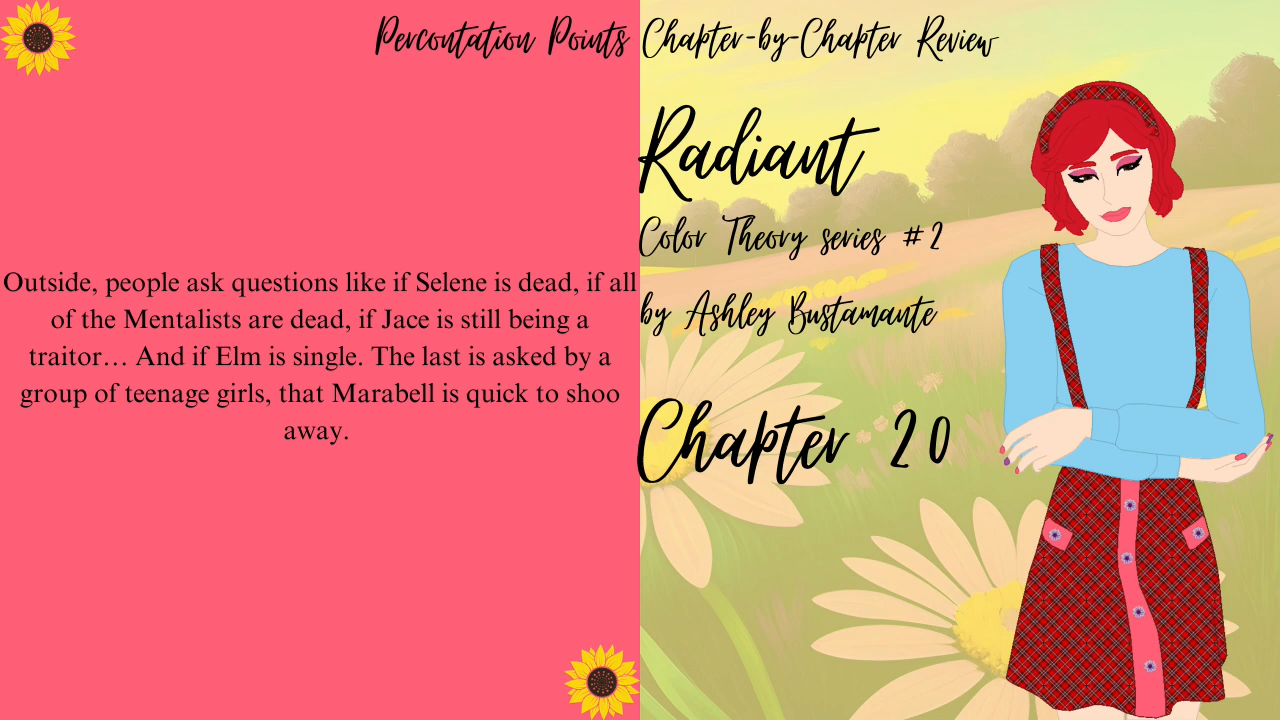 Percontation Points Chapter-by-Chapter Review
Outside, people ask questions like if Selene is dead, if all
of the Mentalists are dead, if Jace is still being a
traitor… And if Elm is single. The last is asked by a
group of teenage girls, that Marabell is quick to shoo
away.
Radiant
Color Theory series #2
by Ashley Bustamante
Chapter 20